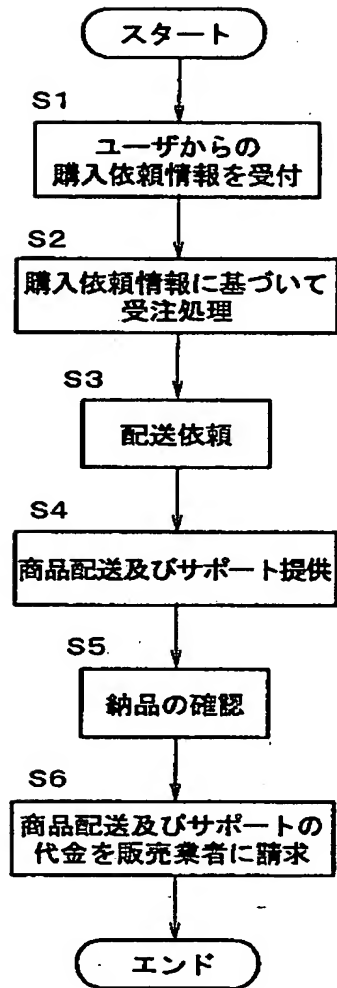 スタート
S1
ユーザからの
購入依頼情報を受付
S2
購入依頼情報に基づいて
受注処理
S3
配送依頼
S4
商品配送及びサポート提供
S5
納品の確認
S6
商品配送及びサポートの
代金を販売業者に請求
エンド